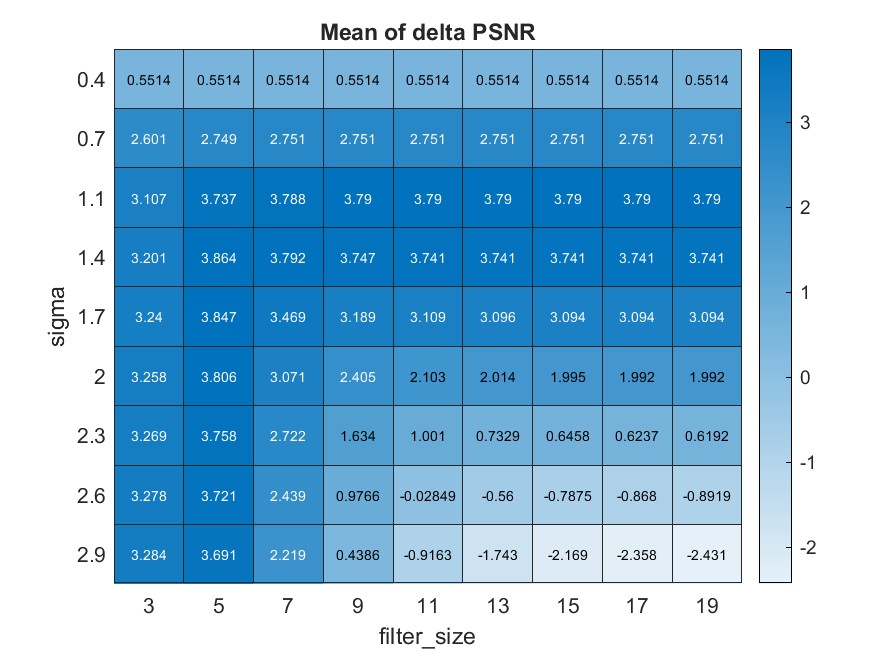 Mean of delta PSNR
sigma
0.4 0.5514 0.5514 0.5514 0.5514 0.5514 0.5514 0.5514 0.5514 0.5514
0.7 2.601 2.749 2.751 2.751 2.751 2.751 2.751 2.751 2.751
1.1 3.107 3.737 3.788 3.79 3.79 3.79 3.79 3.79 3.79
1.4 3.201 3.864 3.792 3.747 3.741 3.741 3.741 3.741 3.741
1.7 3.24 3.847 3.469 3.189 3.109 3.096 3.094 3.094 3.094
2 3.258 3.806 3.071 2.405 2.103 2.014 1.995 1.992 1.992
2.3 3.269 3.758 2.722 1.634 1.001 0.7329 0.6458 0.6237 0.6192
2.6 3.278 3.721 2.439 0.9766 -0.02849 -0.56 -0.7875 -0.868 -0.8919
2.9 3.284 3.691 2.219 0.4386 -0.9163 -1.743 -2.169 -2.358 -2.431
3 5 7 9 11 13 15 17 19
filter_size
3
2
1
0
-1
-2